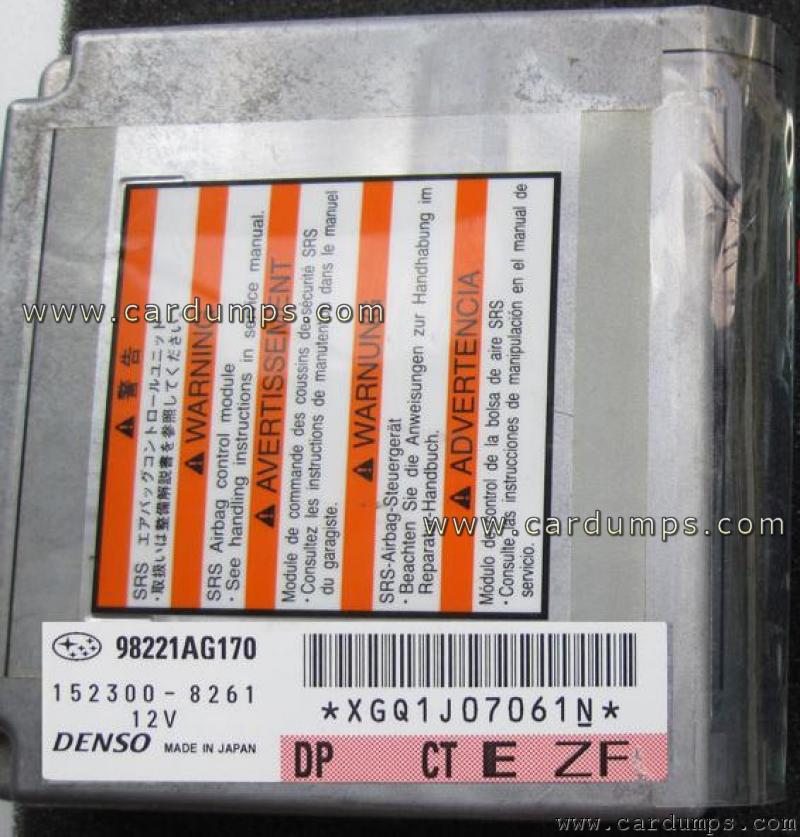 警告
SRS エアバッグコントロールユニット
・取扱いは整備解説書を参照してください。
WARNING
SRS Airbag control module
· See handling instructions in service manual.
AVERTISSEMENT
Module de commande des coussins de sécurité SRS
· Consultez les instructions de manutention dans le manuel
du garagiste.
WARNUNG
SRS-Airbag-Steuergerät
· Beachten Sie die Anweisungen zur Handhabung im
Reparatur-Handbuch.
ADVERTENCIA
Módulo des control de la bolsa de aire SRS
· Consulte las instrucciones de manipulación en el manual de
servicio.
www.cardumps.com
www.cardumps.com
98221AG170
152300-8261
12V
DENSO MADE IN JAPAN
*XGQ1J07061N*
DP CT E ZF
www.cardumps.com